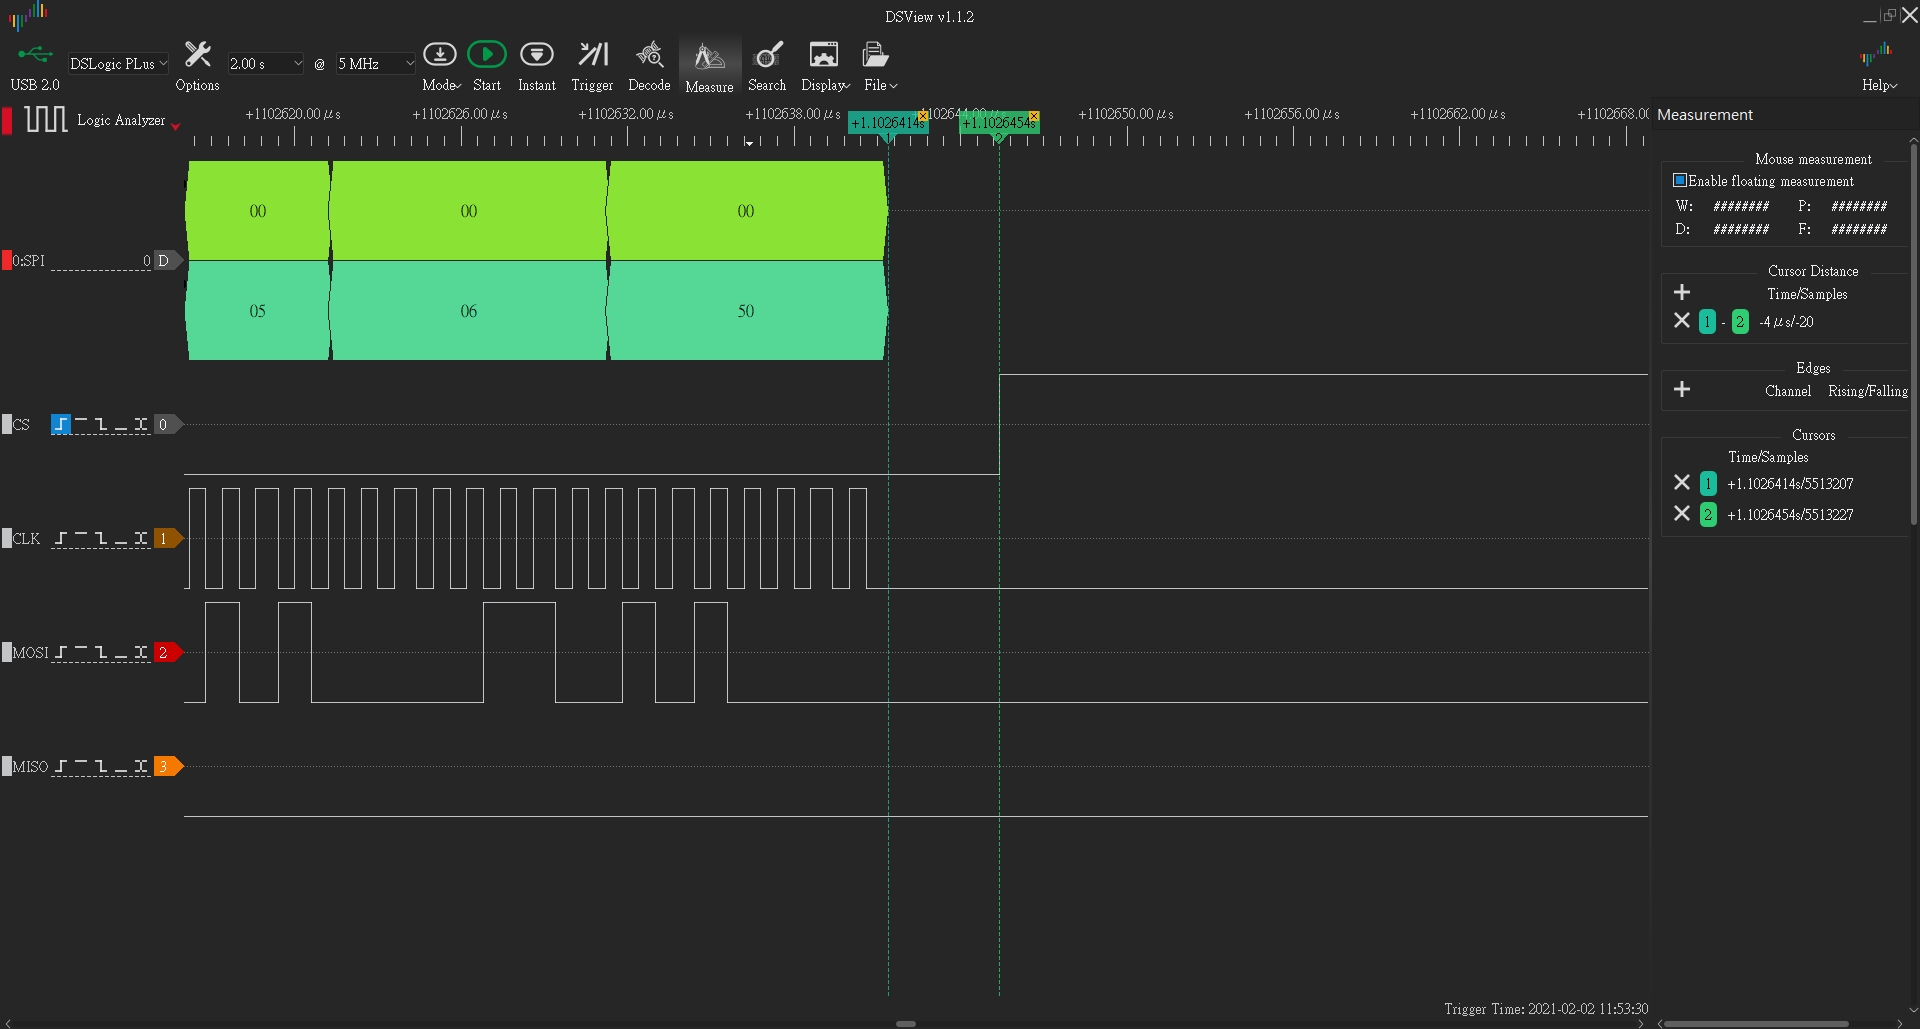 DSView v1.1.2
USB 2.0
DSLogic PLus
Options
2.00 s
@
5 MHz
Mode
Start
Instant
Trigger
Decode
Measure
Search
Display
File
Help
Logic Analyzer
+1102620.00 μs
+1102626.00 μs
+1102632.00 μs
+1102638.00 μs
+1.1026414s
+1.1026454s
+1102650.00 μs
+1102656.00 μs
+1102662.00 μs
+1102668.0
1
2
00
00
00
0:SPI
0
D
05
06
50
CS
0
CLK
1
MOSI
2
MISO
3
Measurement
Mouse measurement
Enable floating measurement
W: ######## P: ########
D: ######## F: ########
Cursor Distance
Time/Samples
1 - 2 -4 μs/-20
Edges
Channel Rising/Falling
Cursors
Time/Samples
1 +1.1026414s/5513207
2 +1.1026454s/5513227
Trigger Time: 2021-02-02 11:53:30